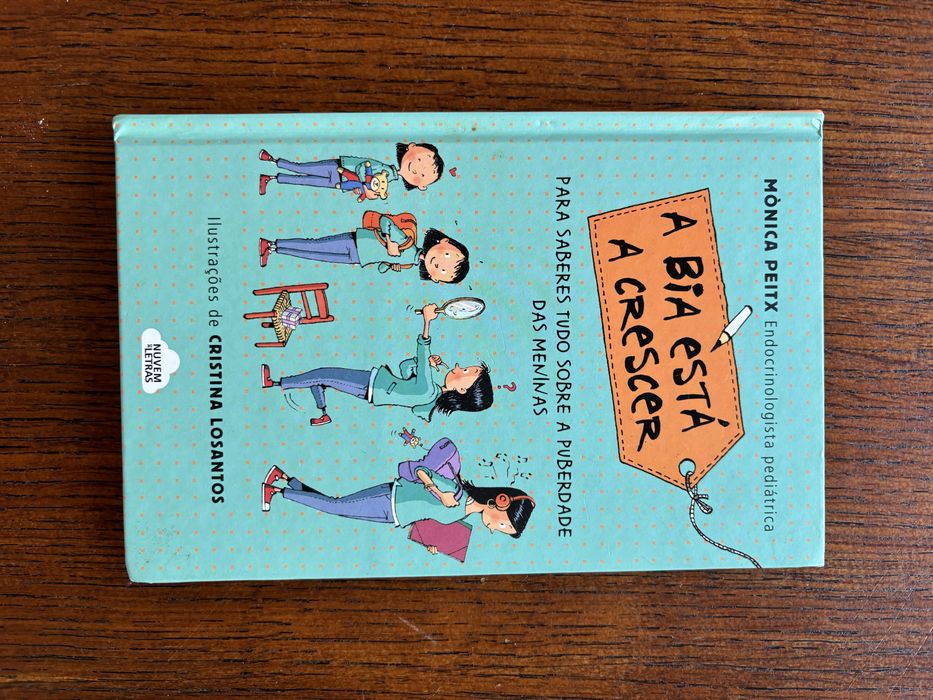 MÒNICA PEITX Endocrinologista pediátrica
A BIA ESTÁ
A CRESCER
PARA SABERES TUDO SOBRE A PUBERDADE
DAS MENINAS
?
Ilustrações de CRISTINA LOSANTOS
NUVEM
DE LETRAS